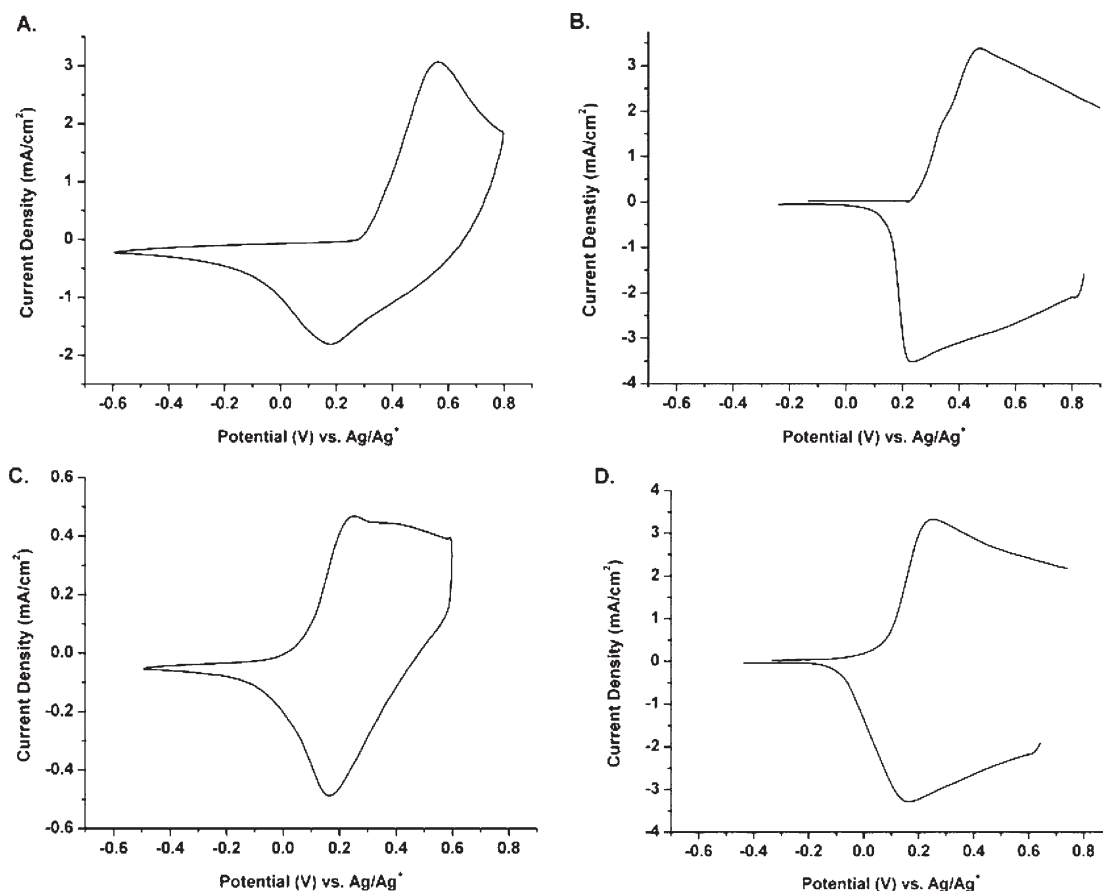 A.
Current Density (mA/cm²)
3
2
1
0
-1
-2
-0.6 -0.4 -0.2 0.0 0.2 0.4 0.6 0.8
Potential (V) vs. Ag/Ag⁺
B.
Current Denstiy (mA/cm²)
3
2
1
0
-1
-2
-3
-4
-0.6 -0.4 -0.2 0.0 0.2 0.4 0.6 0.8
Potential (V) vs. Ag/Ag⁺
C.
Current Density (mA/cm²)
0.6
0.4
0.2
0.0
-0.2
-0.4
-0.6
-0.6 -0.4 -0.2 0.0 0.2 0.4 0.6 0.8
Potential (V) vs. Ag/Ag⁺
D.
Current Density (mA/cm²)
4
3
2
1
0
-1
-2
-3
-4
-0.6 -0.4 -0.2 0.0 0.2 0.4 0.6 0.8
Potential (V) vs. Ag/Ag⁺